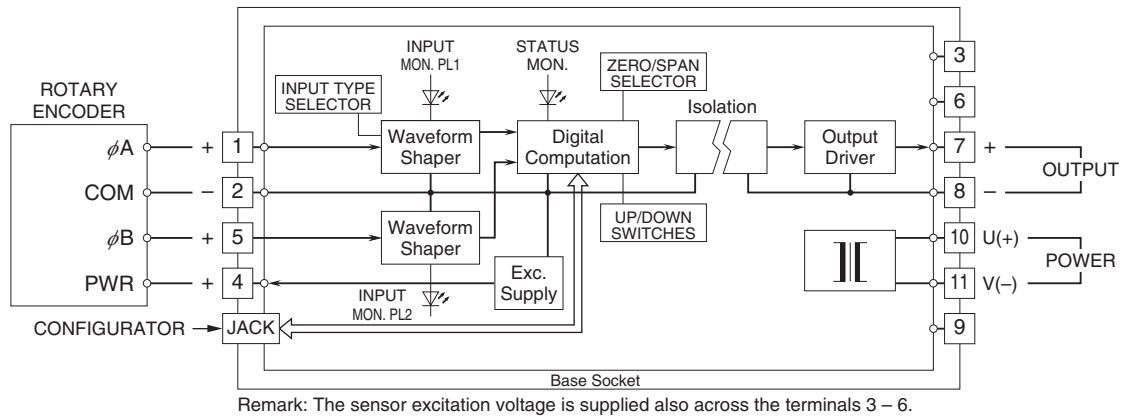 ROTARY
ENCODER
φA
COM
φB
PWR
+
−
+
+
1
2
5
4
CONFIGURATOR
JACK
INPUT TYPE
SELECTOR
INPUT
MON. PL1
STATUS
MON.
ZERO/SPAN
SELECTOR
Waveform
Shaper
Digital
Computation
Isolation
Output
Driver
Waveform
Shaper
UP/DOWN
SWITCHES
Exc.
Supply
INPUT
MON. PL2
3
6
7
+
8
−
OUTPUT
10
U(+)
11
V(–)
POWER
9
Base Socket
Remark: The sensor excitation voltage is supplied also across the terminals 3 – 6.